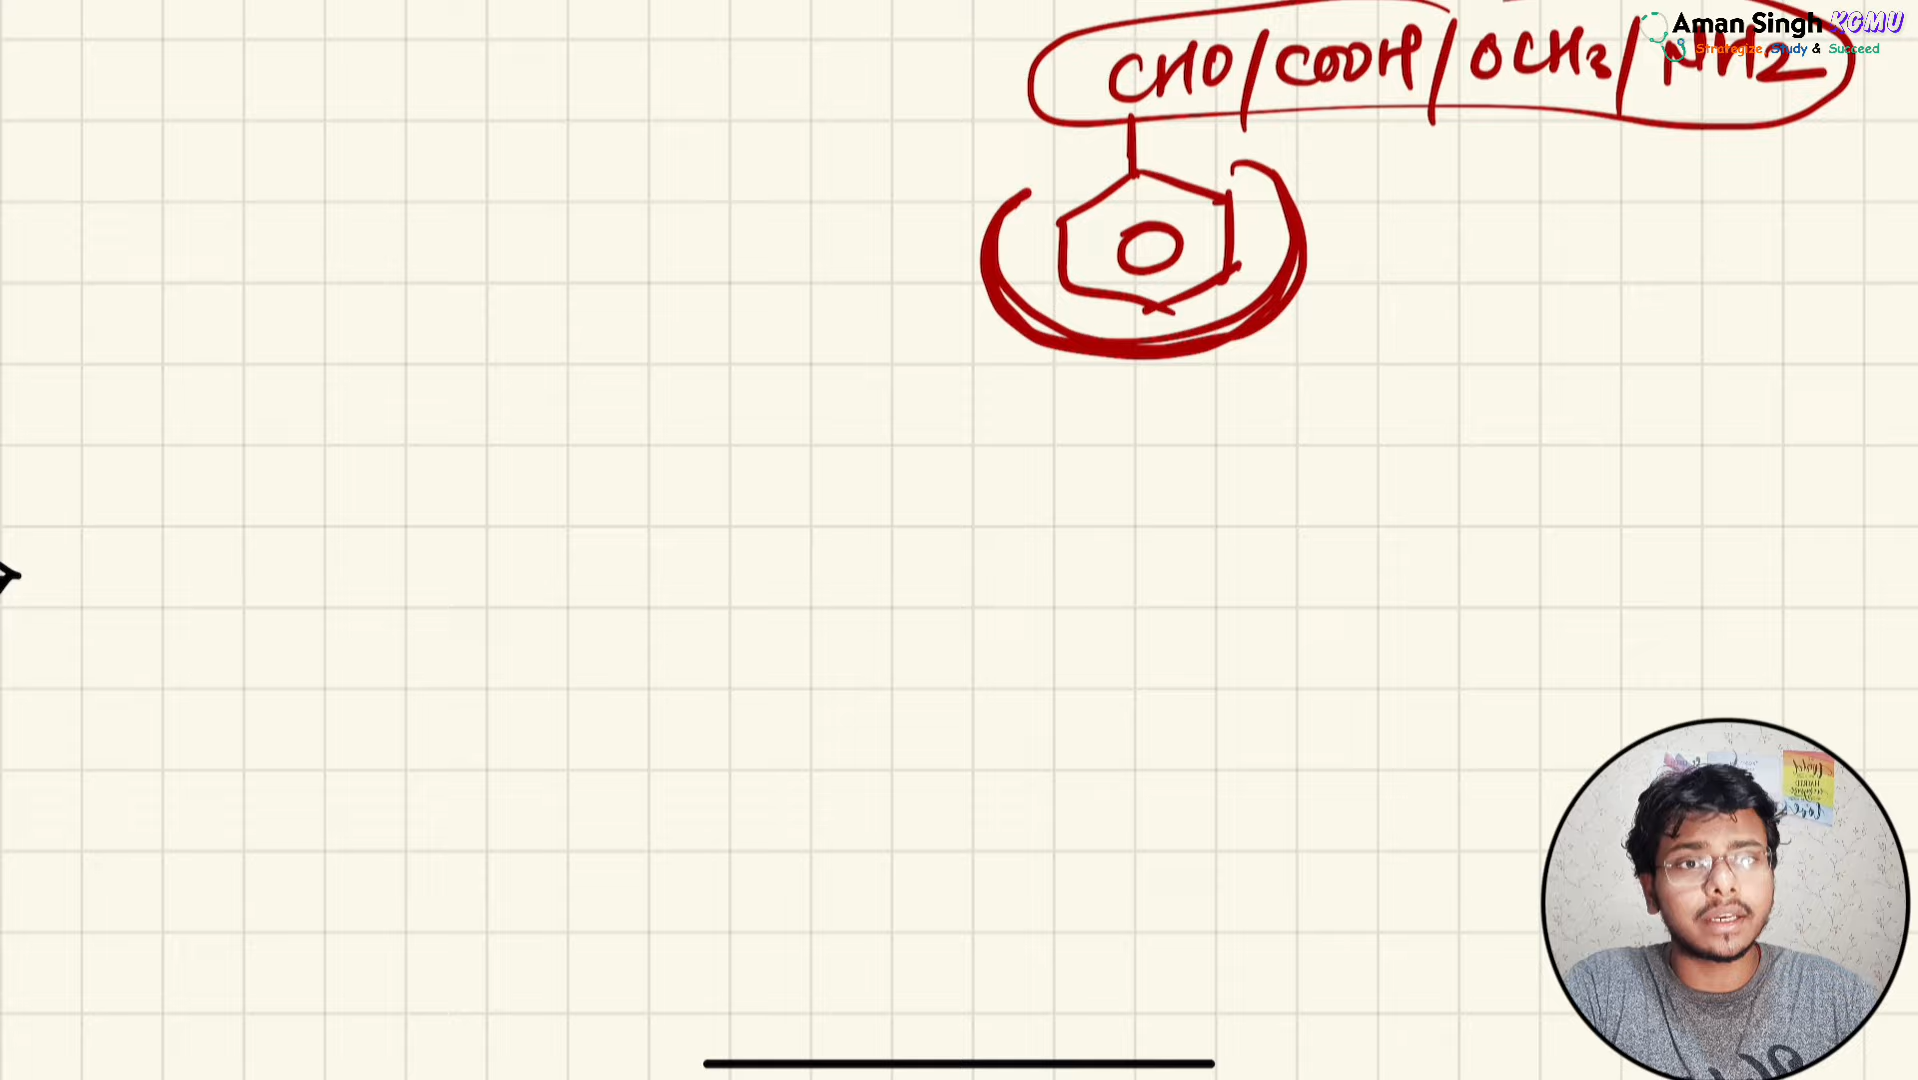 Aman Singh KGMU
Strategize, Study & Succeed
CHO/COOH/OCH3/NH2